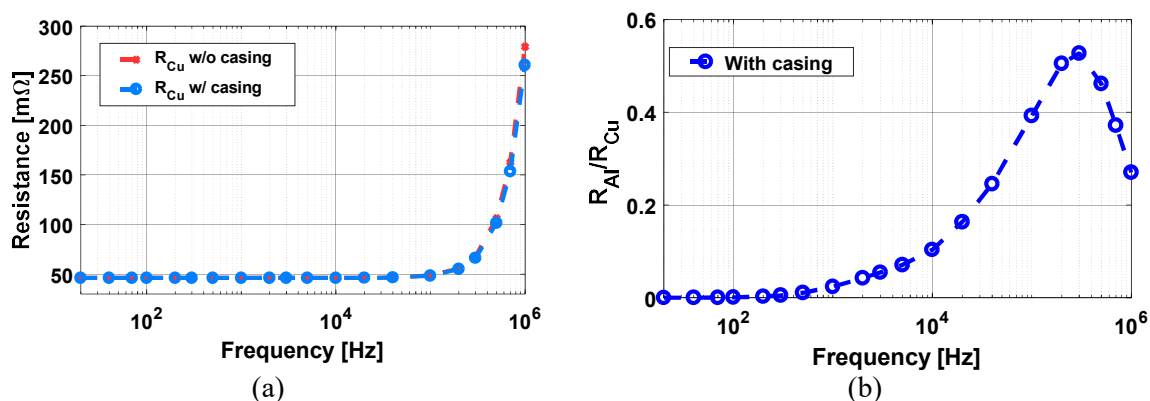 300
250
200
150
100
50
Resistance [mΩ]
R_Cu w/o casing
R_Cu w/ casing
10^2
10^4
10^6
Frequency [Hz]
(a)
0.6
0.4
0.2
0
R_Al/R_Cu
With casing
10^2
10^4
10^6
Frequency [Hz]
(b)